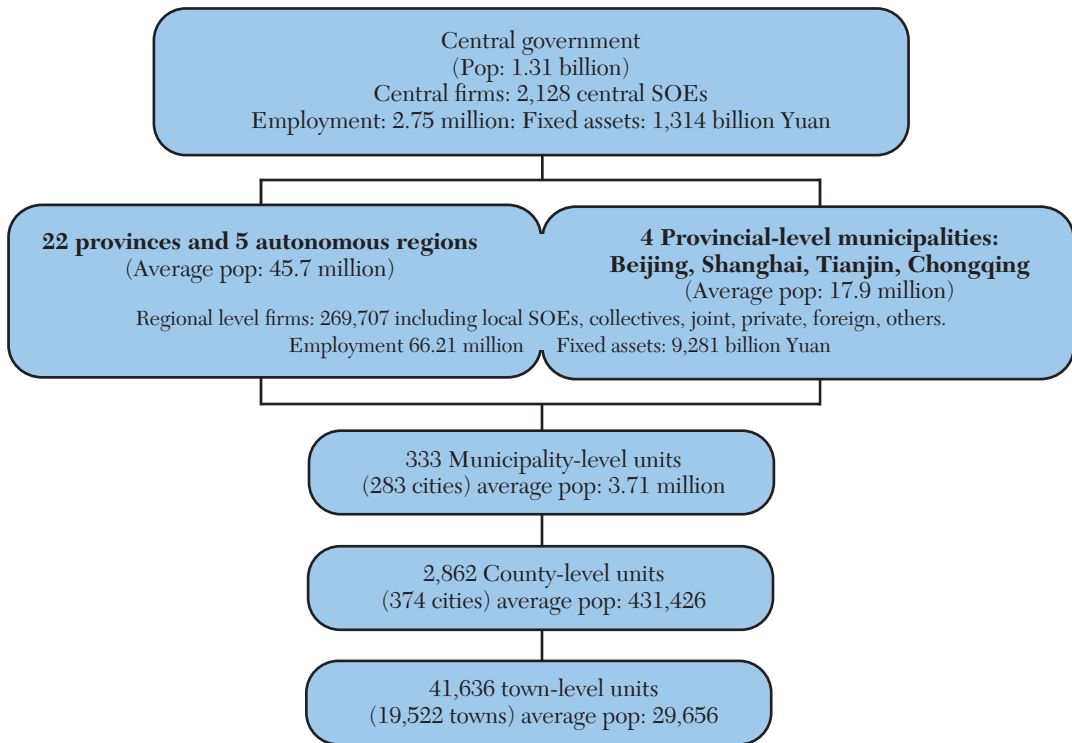 Central government
(Pop: 1.31 billion)
Central firms: 2,128 central SOEs
Employment: 2.75 million: Fixed assets: 1,314 billion Yuan
22 provinces and 5 autonomous regions
(Average pop: 45.7 million)
4 Provincial-level municipalities:
Beijing, Shanghai, Tianjin, Chongqing
(Average pop: 17.9 million)
Regional level firms: 269,707 including local SOEs, collectives, joint, private, foreign, others.
Employment 66.21 million Fixed assets: 9,281 billion Yuan
333 Municipality-level units
(283 cities) average pop: 3.71 million
2,862 County-level units
(374 cities) average pop: 431,426
41,636 town-level units
(19,522 towns) average pop: 29,656